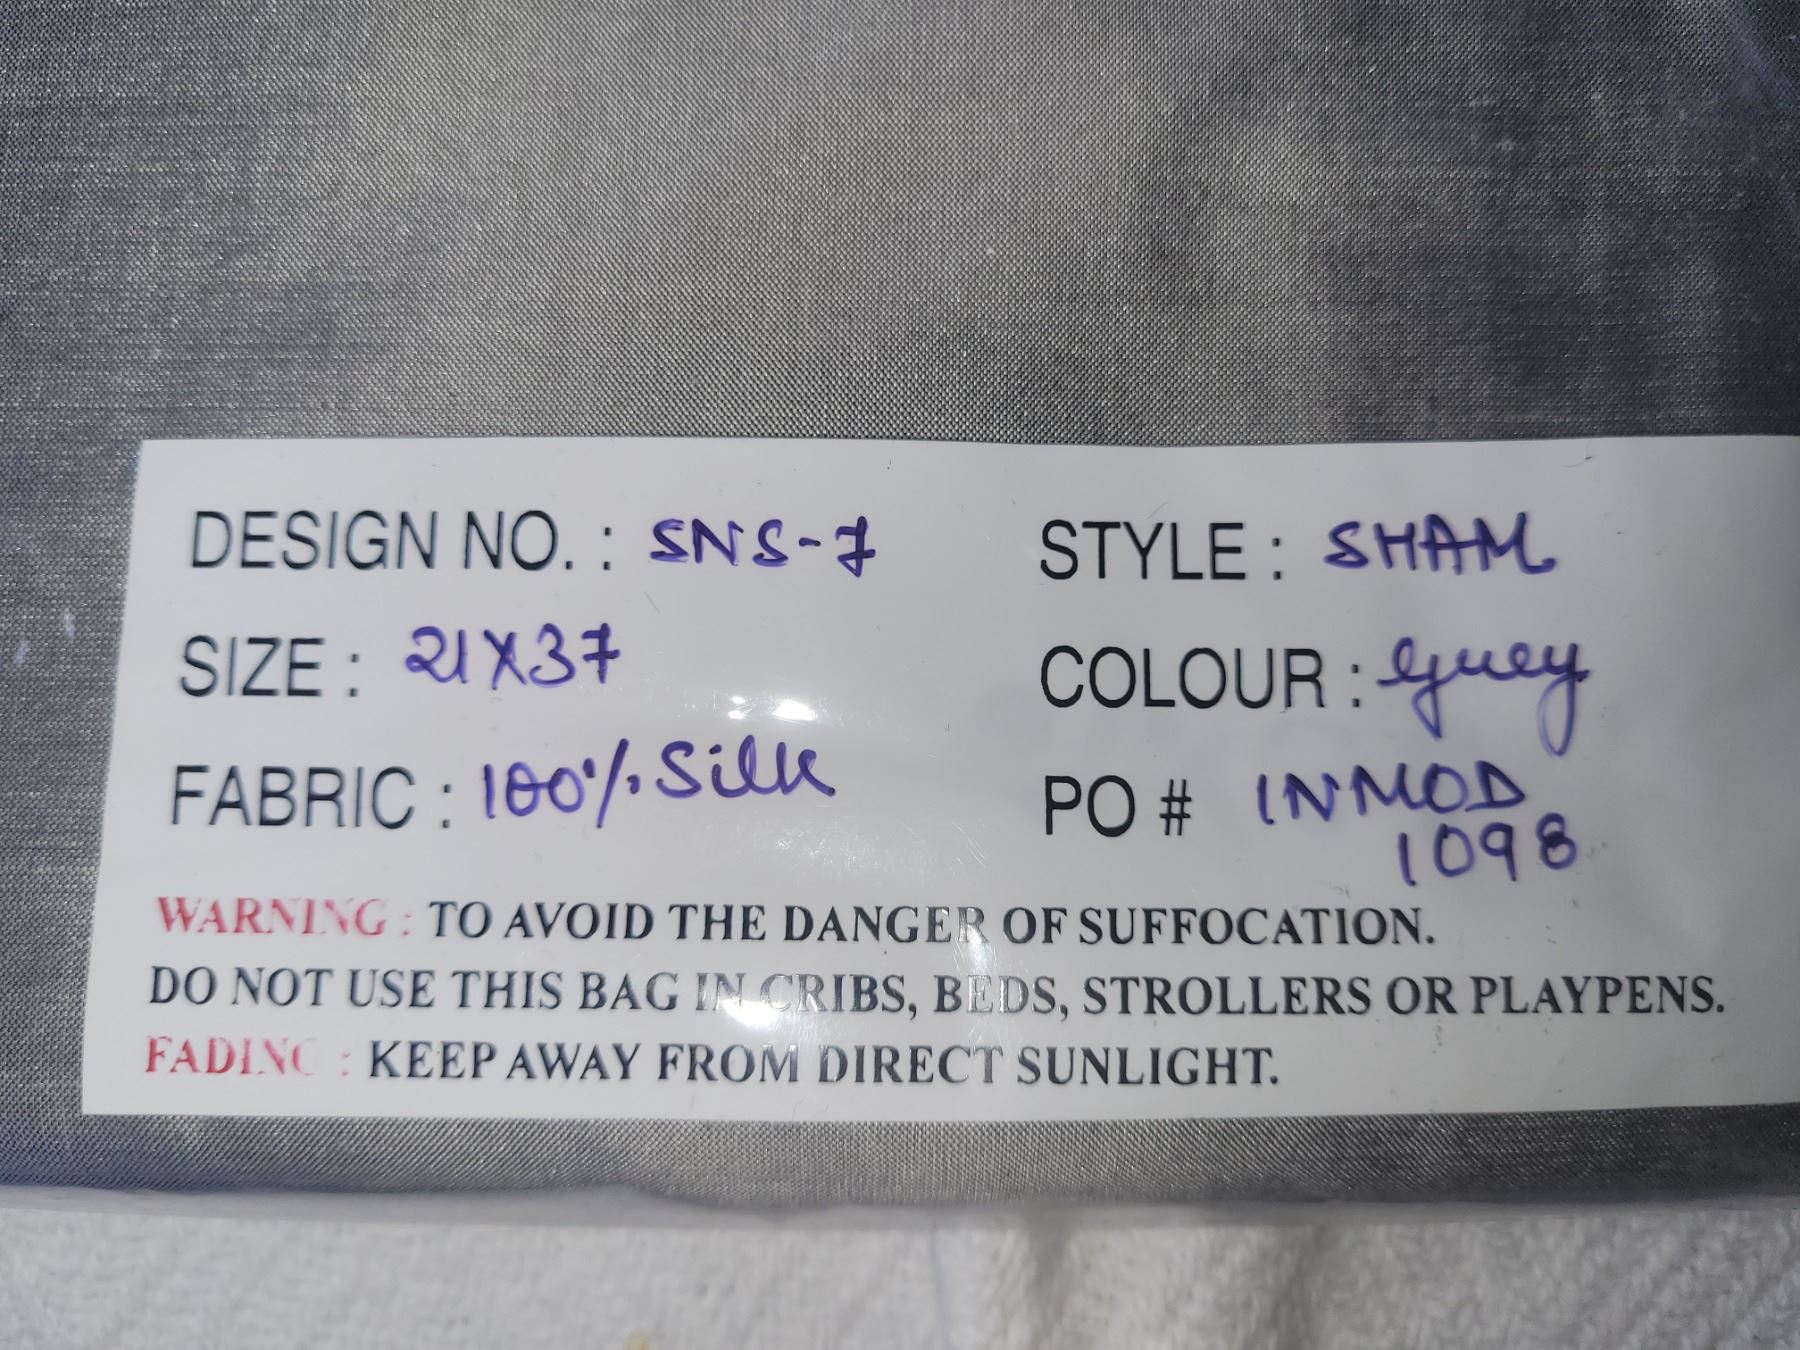 DESIGN NO. : SNS-7 STYLE : SHAM
SIZE : 21X37 COLOUR : Grey
FABRIC : 100% Silk PO # INMOD
1098
WARNING : TO AVOID THE DANGER OF SUFFOCATION.
DO NOT USE THIS BAG IN CRIBS, BEDS, STROLLERS OR PLAYPENS.
FADING : KEEP AWAY FROM DIRECT SUNLIGHT.